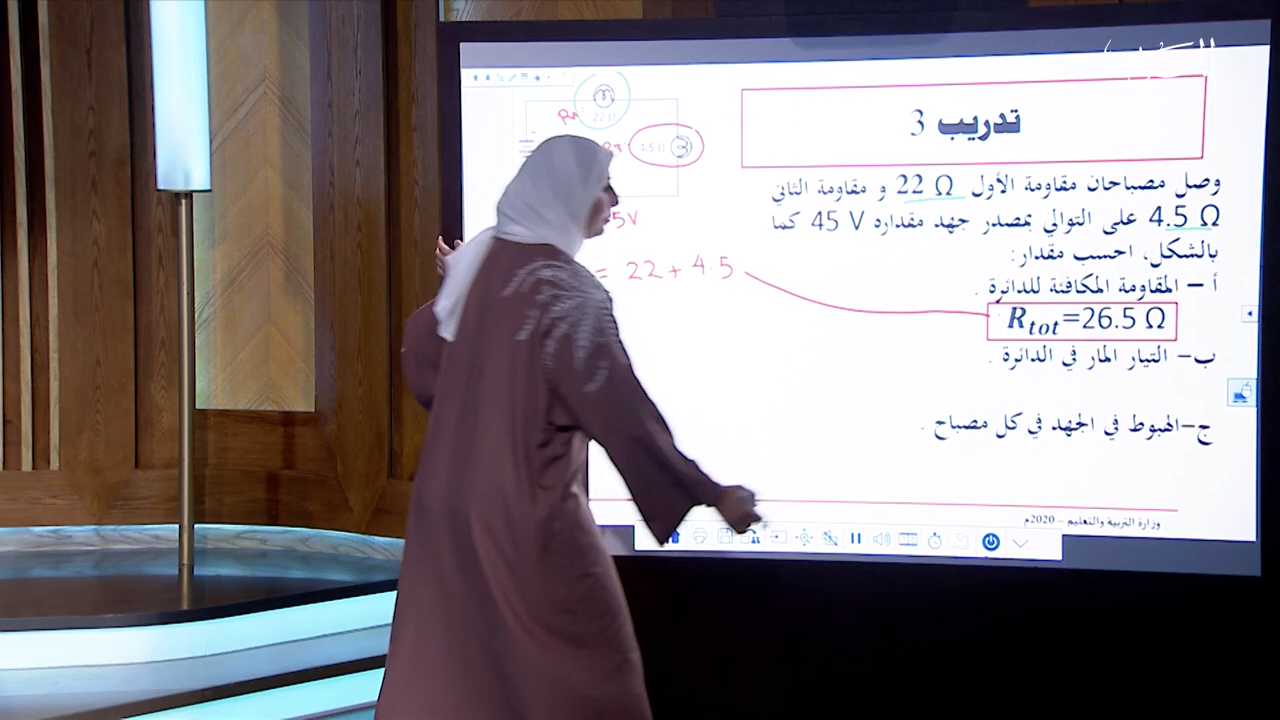 تدريب 3
وصل مصباحان مقاومة الأول 22 Ω و مقاومة الثاني
4.5 Ω على التوالي بمصدر جهد مقداره 45 V كما
بالشكل، احسب مقدار:
أ – المقاومة المكافئة للدائرة .
R tot=26.5 Ω
ب- التيار المار في الدائرة .
ج-الهبوط في الجهد في كل مصباح .
وزارة التربية والتعليم – 2020م
22 Ω
4.5 Ω
5V
= 22 + 4.5